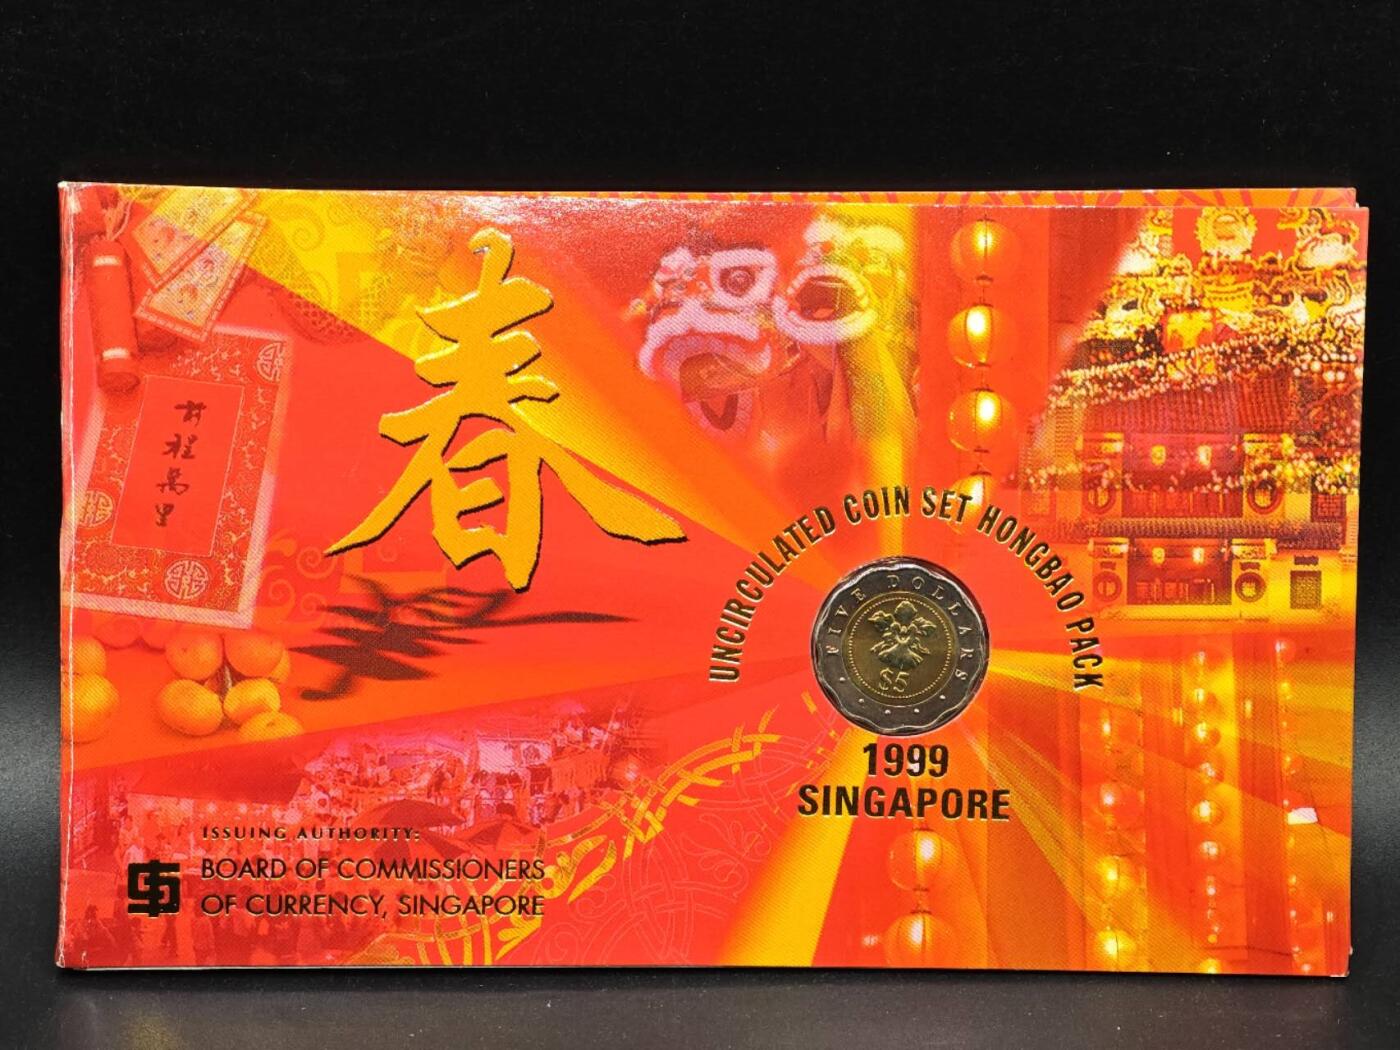 春
前程萬里
UNCIRCULATED COIN SET HONGBAO PACK
FIVE DOLLARS
$5
1999
SINGAPORE
ISSUING AUTHORITY:
BOARD OF COMMISSIONERS
OF CURRENCY, SINGAPORE